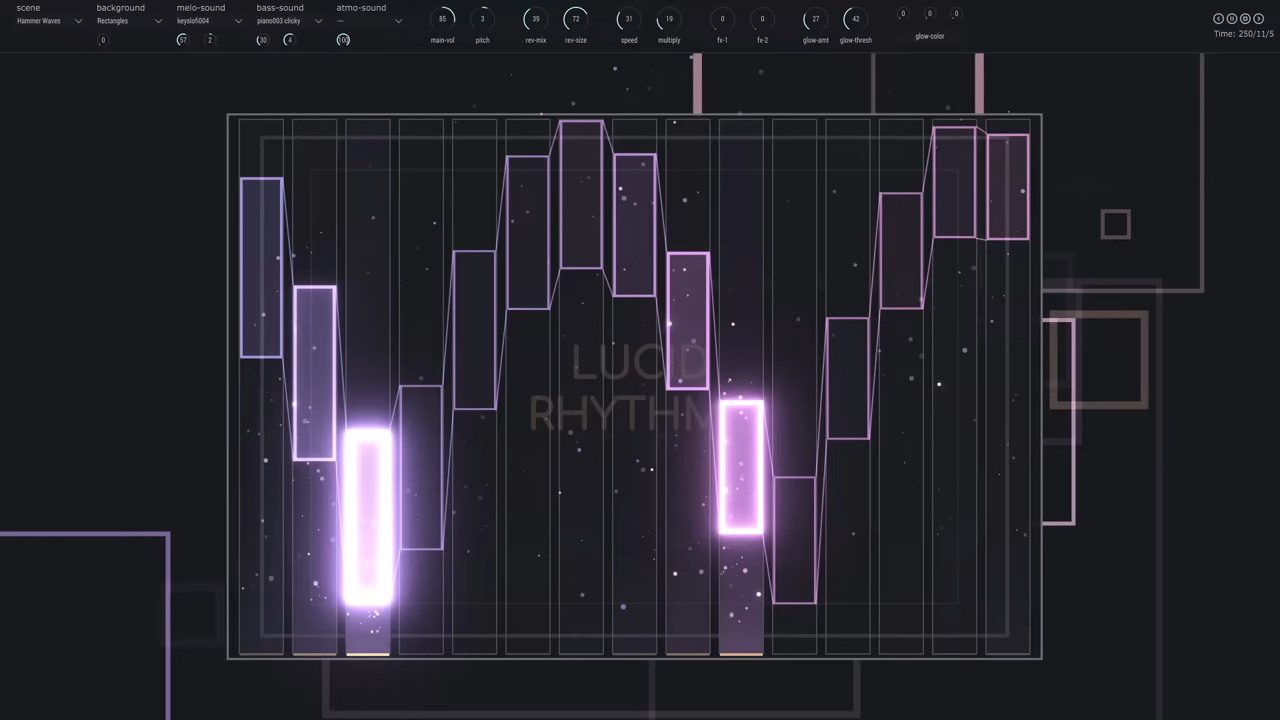 scene
Hammer Waves
background
Rectangles
0
melo-sound
keyslofi004
57 2
bass-sound
piano003 clicky
30 4
atmo-sound
---
100
85 3 39 72 31 19 0 0 27 42 0 0 0
main-vol pitch rev-mix rev-size speed multiply fx-1 fx-2 glow-amt glow-thresh glow-color
Time: 250/11/5
LUCID
RHYTHM